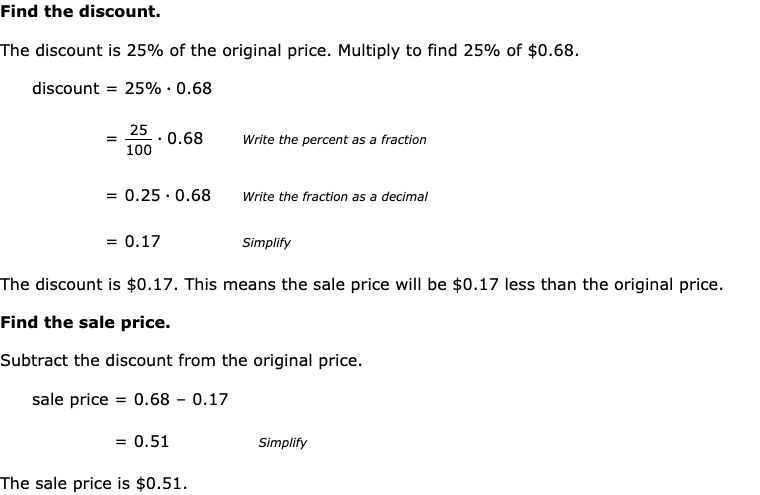 Find the discount.
The discount is 25% of the original price. Multiply to find 25% of $0.68.
discount = 25% · 0.68
= 25/100 · 0.68 Write the percent as a fraction
= 0.25 · 0.68 Write the fraction as a decimal
= 0.17 Simplify
The discount is $0.17. This means the sale price will be $0.17 less than the original price.
Find the sale price.
Subtract the discount from the original price.
sale price = 0.68 − 0.17
= 0.51 Simplify
The sale price is $0.51.